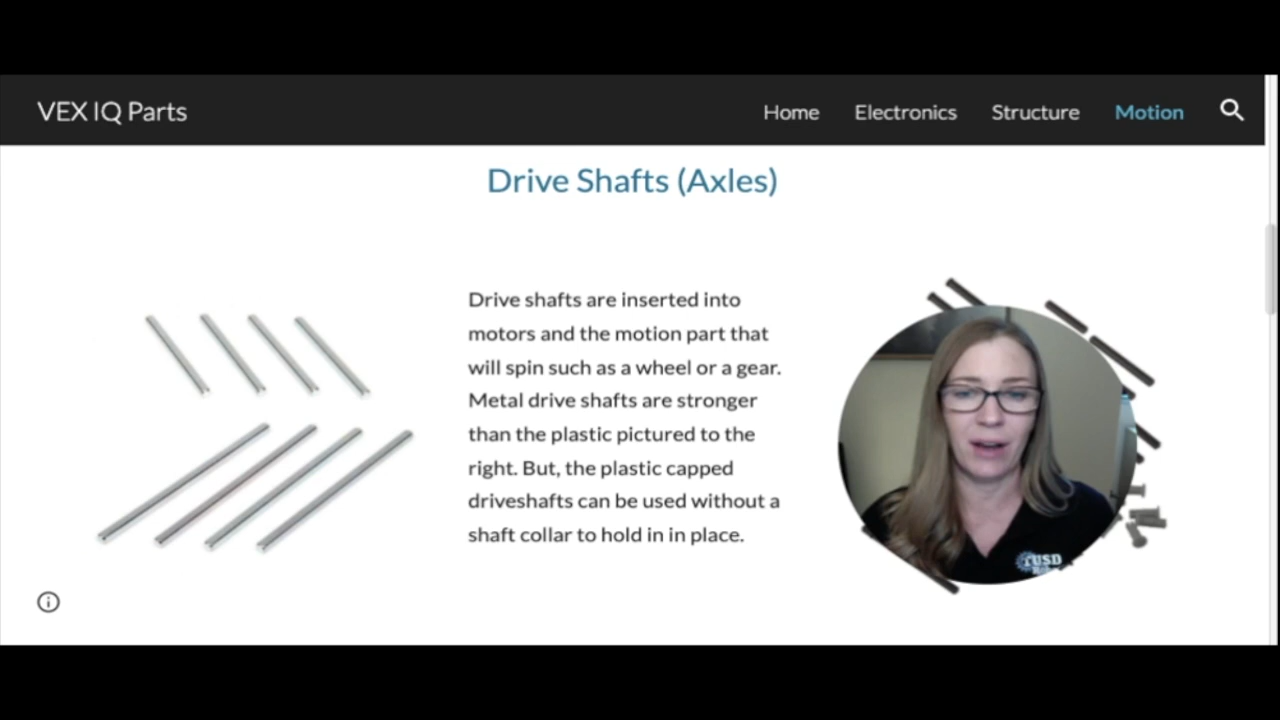 VEX IQ Parts
Home
Electronics
Structure
Motion
Drive Shafts (Axles)
Drive shafts are inserted into
motors and the motion part that
will spin such as a wheel or a gear.
Metal drive shafts are stronger
than the plastic pictured to the
right. But, the plastic capped
driveshafts can be used without a
shaft collar to hold in in place.
USD